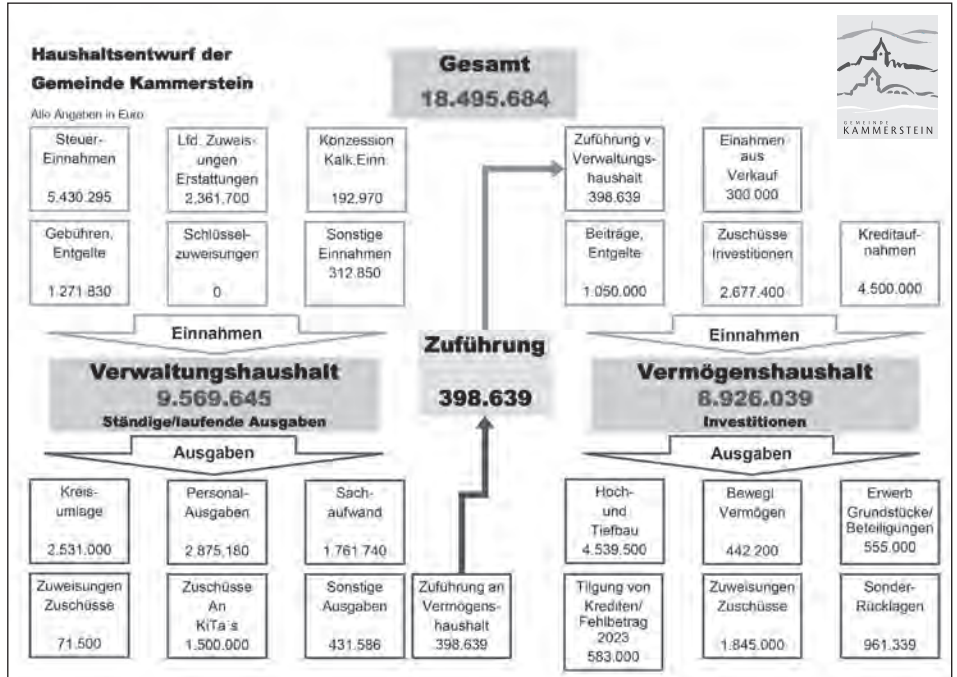 Haushaltsentwurf der
Gemeinde Kammerstein
Alle Angaben in Euro
Gesamt
18.495.684
GEMEINDE
KAMMERSTEIN
Steuer-
Einnahmen
5.430.295
Lfd. Zuweis-
ungen
Erstattungen
2.361.700
Konzession
Kalk.Einn.
192.970
Zuführung v.
Verwaltungs-
haushalt
398.639
Einahmen
aus
Verkauf
300.000
Gebühren,
Entgelte
1.271.830
Schlüssel-
zuweisungen
0
Sonstige
Einnahmen
312.850
Beiträge,
Entgelte
1.050.000
Zuschüsse
Investitionen
2.677.400
Kreditauf-
nahmen
4.500.000
Einnahmen
Einnahmen
Verwaltungshaushalt
9.569.645
Ständige/laufende Ausgaben
Zuführung
398.639
Vermögenshaushalt
8.926.039
Investitionen
Ausgaben
Ausgaben
Kreis-
umlage
2.531.000
Personal-
Ausgaben
2.875.180
Sach-
aufwand
1.761.740
Hoch-
und
Tiefbau
4.539.500
Bewegl
Vermögen
442.200
Erwerb
Grundstücke/
Beteiligungen
555.000
Zuweisungen
Zuschüsse
71.500
Zuschüsse
An
KiTa´s
1.500.000
Sonstige
Ausgaben
431.586
Zuführung an
Vermögens-
haushalt
398.639
Tilgung von
Krediten/
Fehlbetrag
2023
583.000
Zuweisungen
Zuschüsse
1.845.000
Sonder-
Rücklagen
961.339